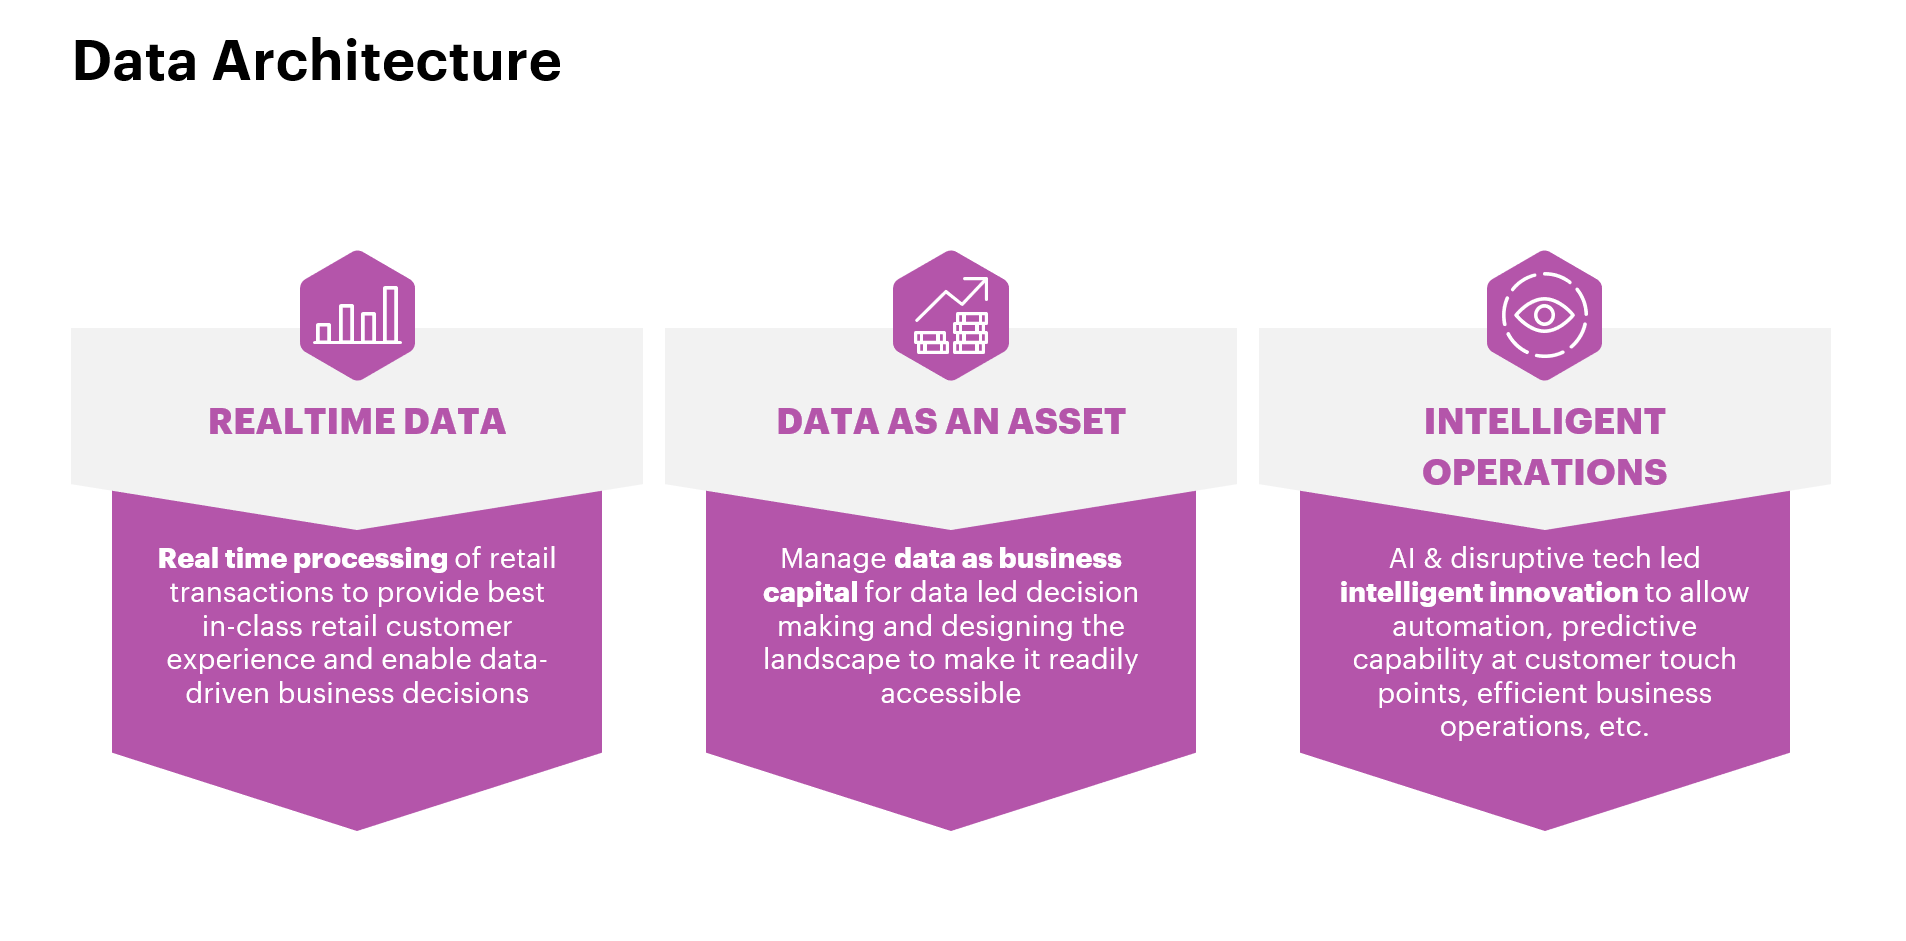 Data Architecture
REALTIME DATA
Real time processing of retail
transactions to provide best
in-class retail customer
experience and enable data-
driven business decisions
DATA AS AN ASSET
Manage data as business
capital for data led decision
making and designing the
landscape to make it readily
accessible
INTELLIGENT
OPERATIONS
AI & disruptive tech led
intelligent innovation to allow
automation, predictive
capability at customer touch
points, efficient business
operations, etc.